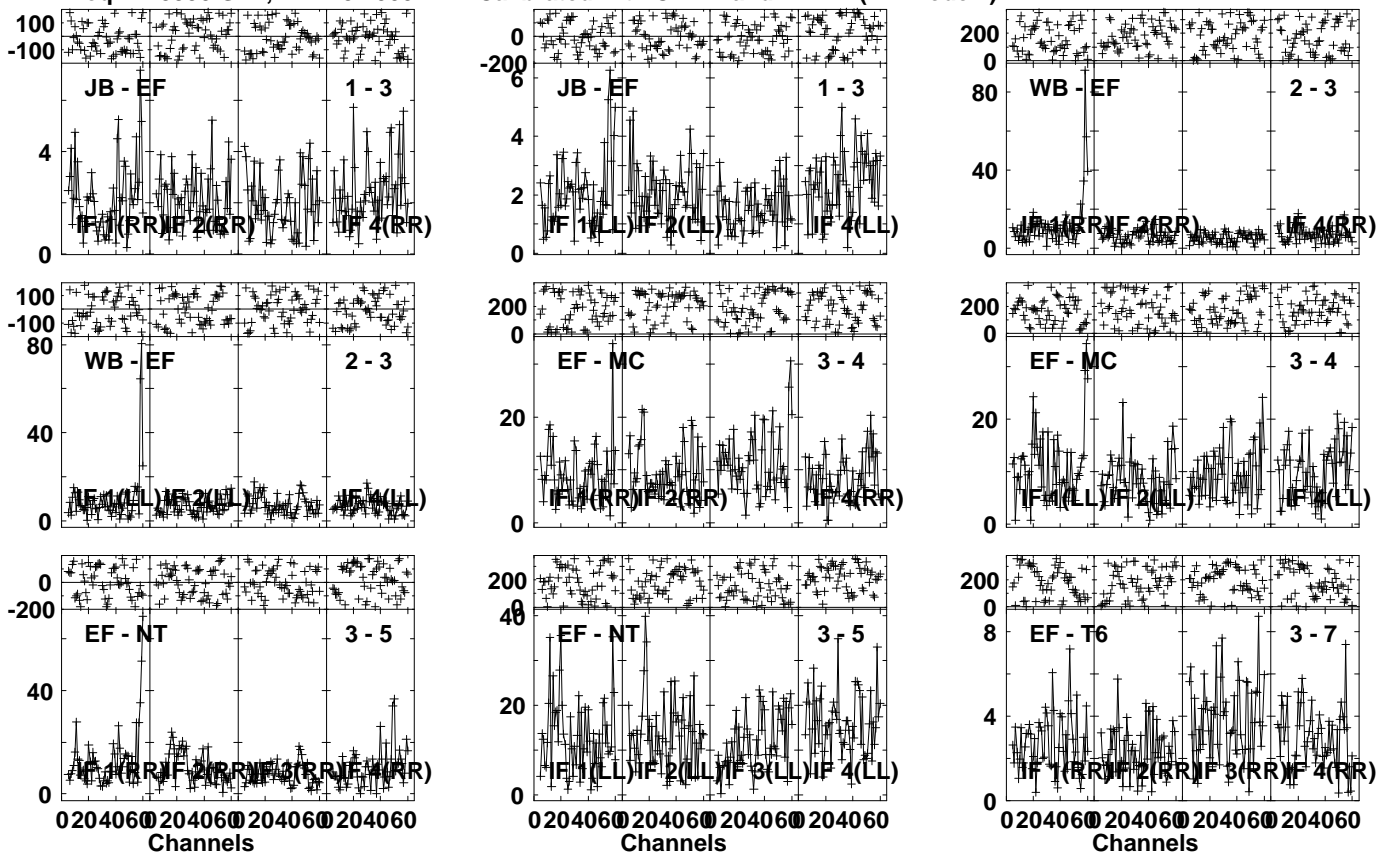 100
-100
JB - EF 1 - 3
4
0
IF 1(RR) IF 2(RR) IF 4(RR)
0
-200
JB - EF 1 - 3
6
4
2
0
IF 1(LL) IF 2(LL) IF 4(LL)
200
0
WB - EF 2 - 3
80
40
0
IF 1(RR) IF 2(RR) IF 4(RR)
100
-100
WB - EF 2 - 3
80
40
0
IF 1(LL) IF 2(LL) IF 4(LL)
200
0
EF - MC 3 - 4
20
0
IF 1(RR) IF 2(RR) IF 4(RR)
200
0
EF - MC 3 - 4
20
0
IF 1(LL) IF 2(LL) IF 4(LL)
0
-200
EF - NT 3 - 5
40
0
IF 1(RR) IF 2(RR) IF 3(RR) IF 4(RR)
0 20 40 60 0 20 40 60 0 20 40 60 0 20 40 60
Channels
200
0
EF - NT 3 - 5
40
20
0
IF 1(LL) IF 2(LL) IF 3(LL) IF 4(LL)
0 20 40 60 0 20 40 60 0 20 40 60 0 20 40 60
Channels
200
0
EF - T6 3 - 7
8
4
0
IF 1(RR) IF 2(RR) IF 3(RR) IF 4(RR)
0 20 40 60 0 20 40 60 0 20 40 60 0 20 40 60
Channels